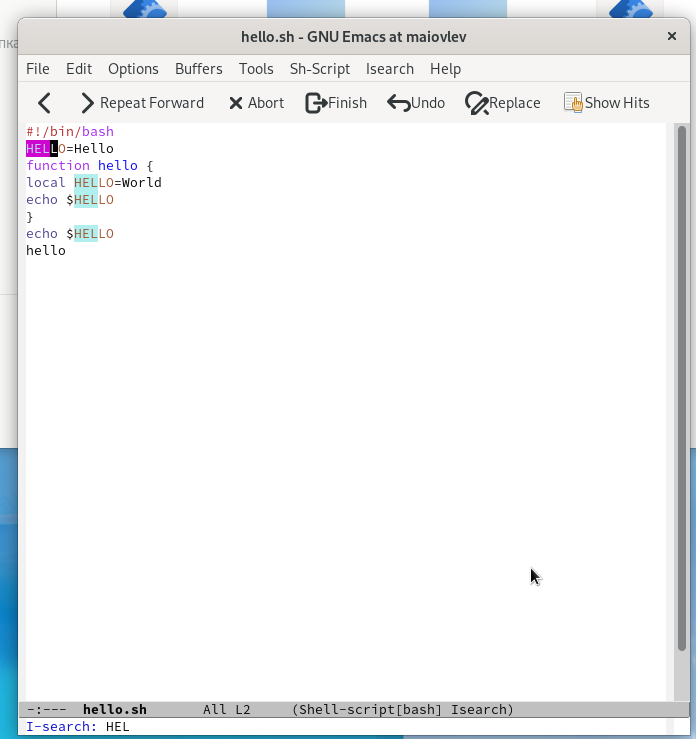 пка
hello.sh - GNU Emacs at maiovlev
File Edit Options Buffers Tools Sh-Script Isearch Help
Repeat Forward Abort Finish Undo Replace Show Hits
#!/bin/bash
HELLO=Hello
function hello {
local HELLO=World
echo $HELLO
}
echo $HELLO
hello
-:--- hello.sh All L2 (Shell-script[bash] Isearch)
I-search: HEL